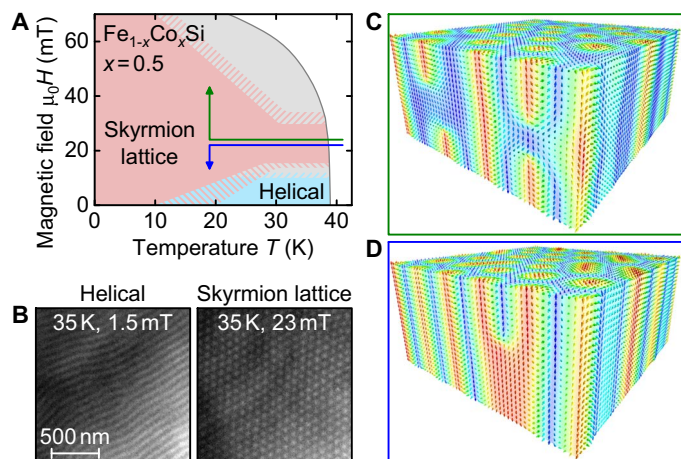 A
Fe1-xCoxSi
x = 0.5
Skyrmion
lattice
Helical
Magnetic field μ0H (mT)
60
40
20
0
0 10 20 30 40
Temperature T (K)
B
Helical
35 K, 1.5 mT
500 nm
Skyrmion lattice
35 K, 23 mT
C
D